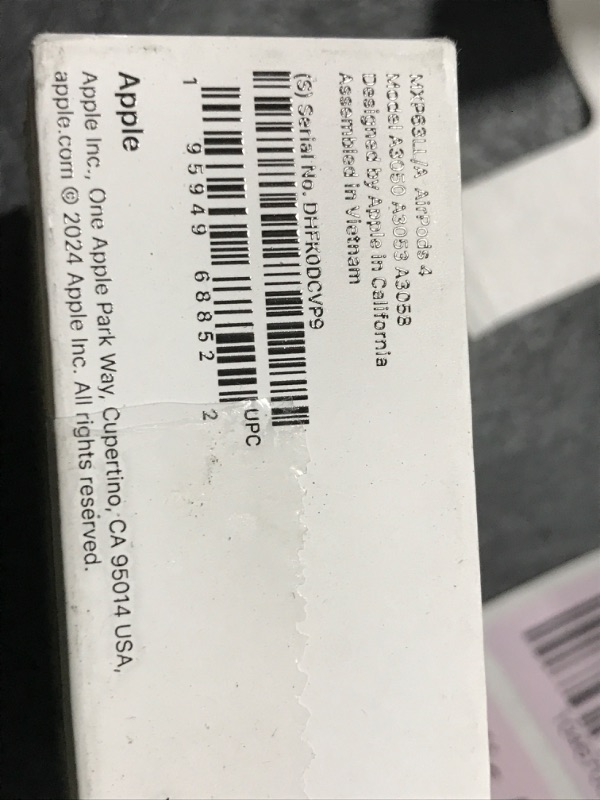 MXP63LL/A AirPods 4
Model A3050 A3053 A3058
Designed by Apple in California
Assembled in Vietnam
(S) Serial No. DHFK0DCVP9
UPC
1 95949 68852 2
Apple
Apple Inc., One Apple Park Way, Cupertino, CA 95014 USA,
apple.com © 2024 Apple Inc. All rights reserved.